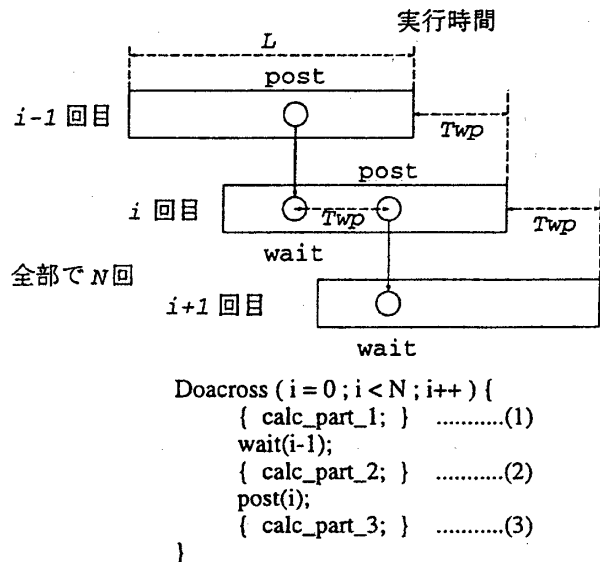 実行時間
L
post
i-1 回目
Twp
post
i 回目
Twp
Twp
wait
全部で N回
i+1 回目
wait
Doacross ( i = 0 ; i < N ; i++ ) {
{ calc_part_1; } ............(1)
wait(i-1);
{ calc_part_2; } ............(2)
post(i);
{ calc_part_3; } ............(3)
}